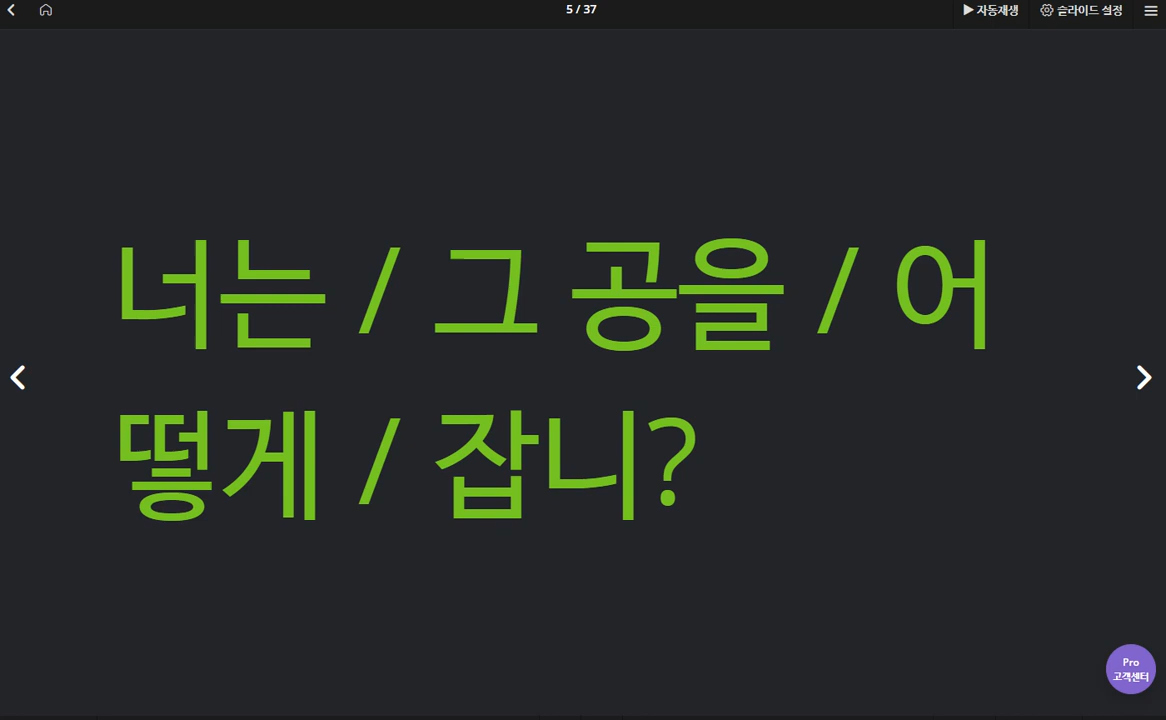 5 / 37
▶ 자동재생
슬라이드 설정
너는 / 그 공을 / 어
떻게 / 잡니?
Pro
고객센터